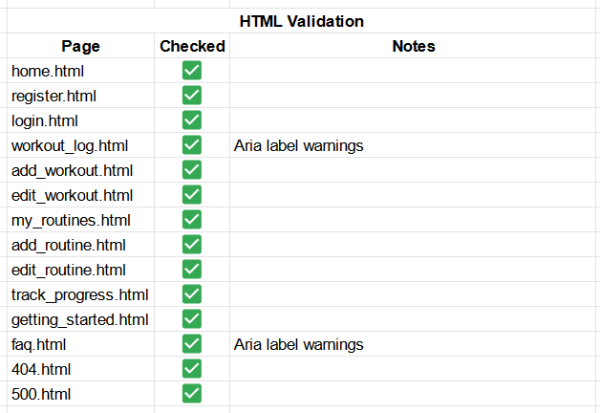 HTML Validation
Page Checked Notes
home.html ✅
register.html ✅
login.html ✅
workout_log.html ✅ Aria label warnings
add_workout.html ✅
edit_workout.html ✅
my_routines.html ✅
add_routine.html ✅
edit_routine.html ✅
track_progress.html ✅
getting_started.html ✅
faq.html ✅ Aria label warnings
404.html ✅
500.html ✅